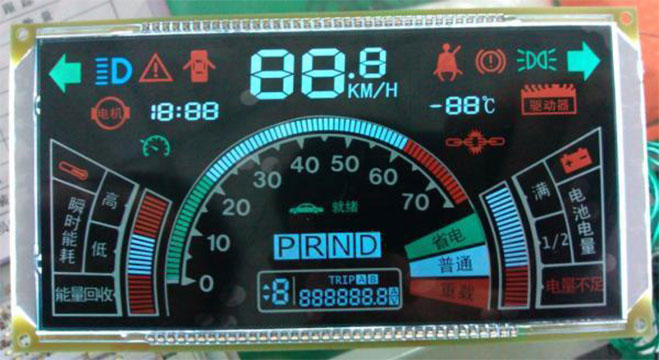 88.8
KM/H
电机
18:88
-88℃
驱动器
0
10
20
30
40
50
60
70
就绪
PRND
TRIP A B
8
888888.8
A
V
瞬时能耗
高
低
能量回收
省电
普通
重载
满
1/2
电池电量
电量不足